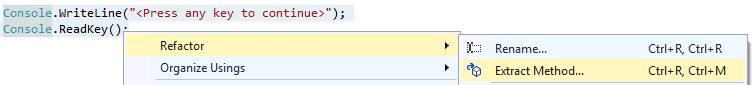 Console.WriteLine("<Press any key to continue>");
Console.ReadKey();
Refactor
Rename... Ctrl+R, Ctrl+R
Organize Usings
Extract Method... Ctrl+R, Ctrl+M